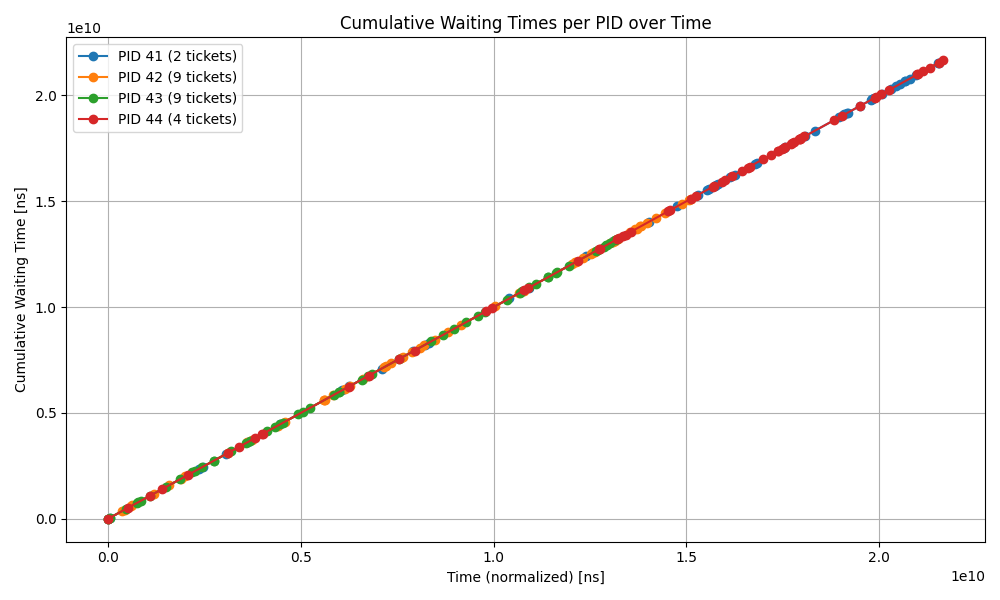 Cumulative Waiting Times per PID over Time
1e10
PID 41 (2 tickets)
PID 42 (9 tickets)
PID 43 (9 tickets)
PID 44 (4 tickets)
Cumulative Waiting Time [ns]
2.0
1.5
1.0
0.5
0.0
0.0 0.5 1.0 1.5 2.0
1e10
Time (normalized) [ns]